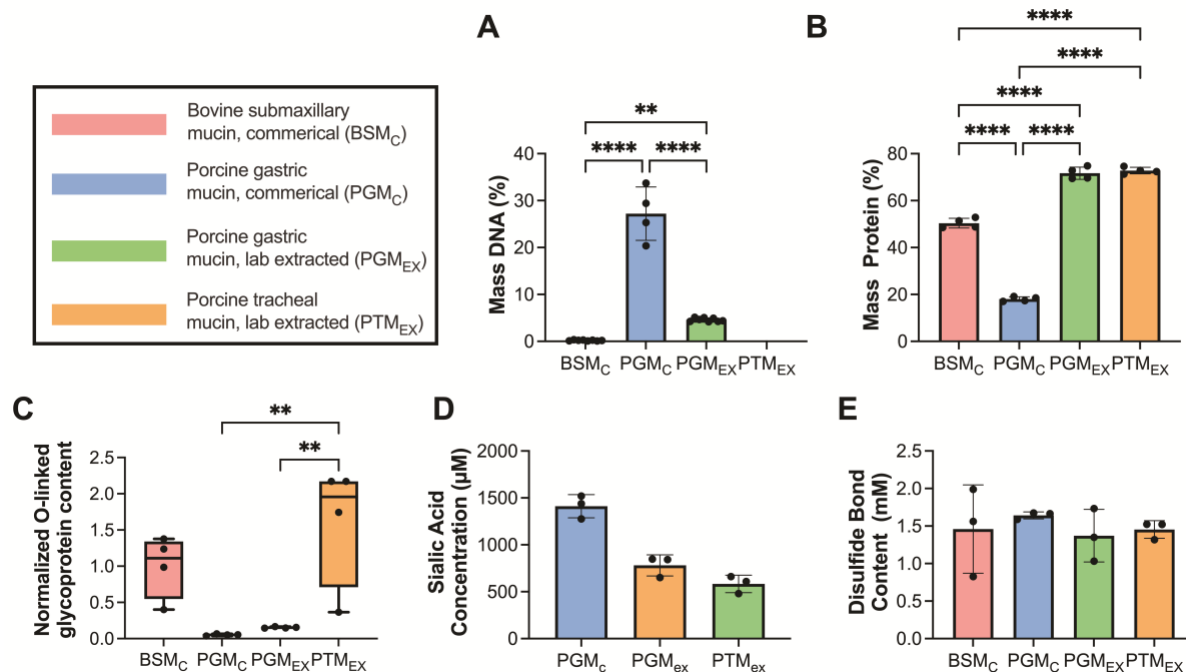 Bovine submaxillary
mucin, commerical (BSMC)
Porcine gastric
mucin, commerical (PGMC)
Porcine gastric
mucin, lab extracted (PGMEX)
Porcine tracheal
mucin, lab extracted (PTMEX)
A
**
**** ****
Mass DNA (%)
40
30
20
10
0
BSMC PGMC PGMEX PTMEX
B
****
****
****
**** ****
Mass Protein (%)
80
60
40
20
0
BSMC PGMC PGMEX PTMEX
C
**
**
Normalized O-linked
glycoprotein content
2.5
2.0
1.5
1.0
0.5
0.0
BSMC PGMC PGMEX PTMEX
D
Sialic Acid
Concentration (µM)
2000
1500
1000
500
0
PGMc PGMex PTMex
E
Disulfide Bond
Content (mM)
2.5
2.0
1.5
1.0
0.5
0.0
BSMC PGMC PGMEX PTMEX